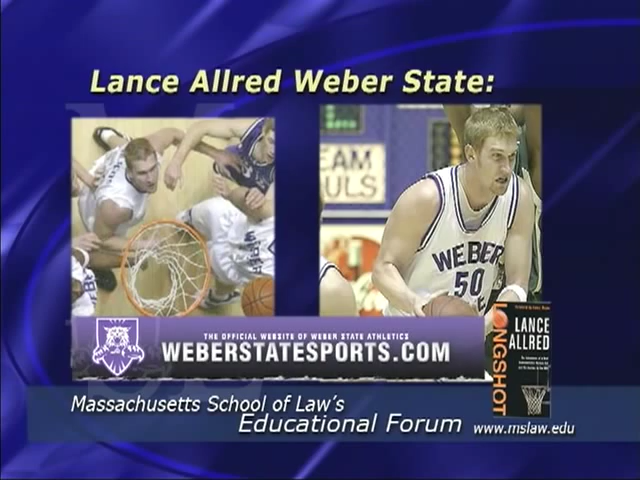 Lance Allred Weber State:
EAM
ULS
WEBER
50
THE OFFICIAL WEBSITE OF WEBER STATE ATHLETICS
WEBERSTATESPORTS.COM
LANCE
ALLRED
LONGSHOT
Massachusetts School of Law's
Educational Forum
www.mslaw.edu